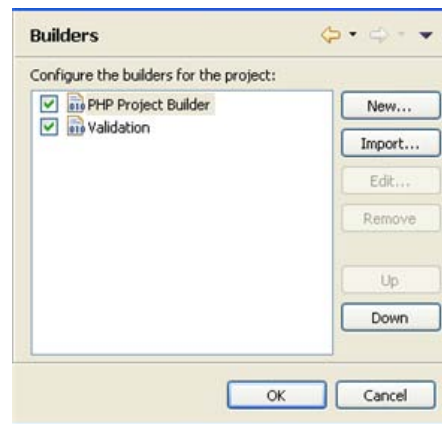 Builders
Configure the builders for the project:
PHP Project Builder
Validation
New...
Import...
Edit...
Remove
Up
Down
OK
Cancel